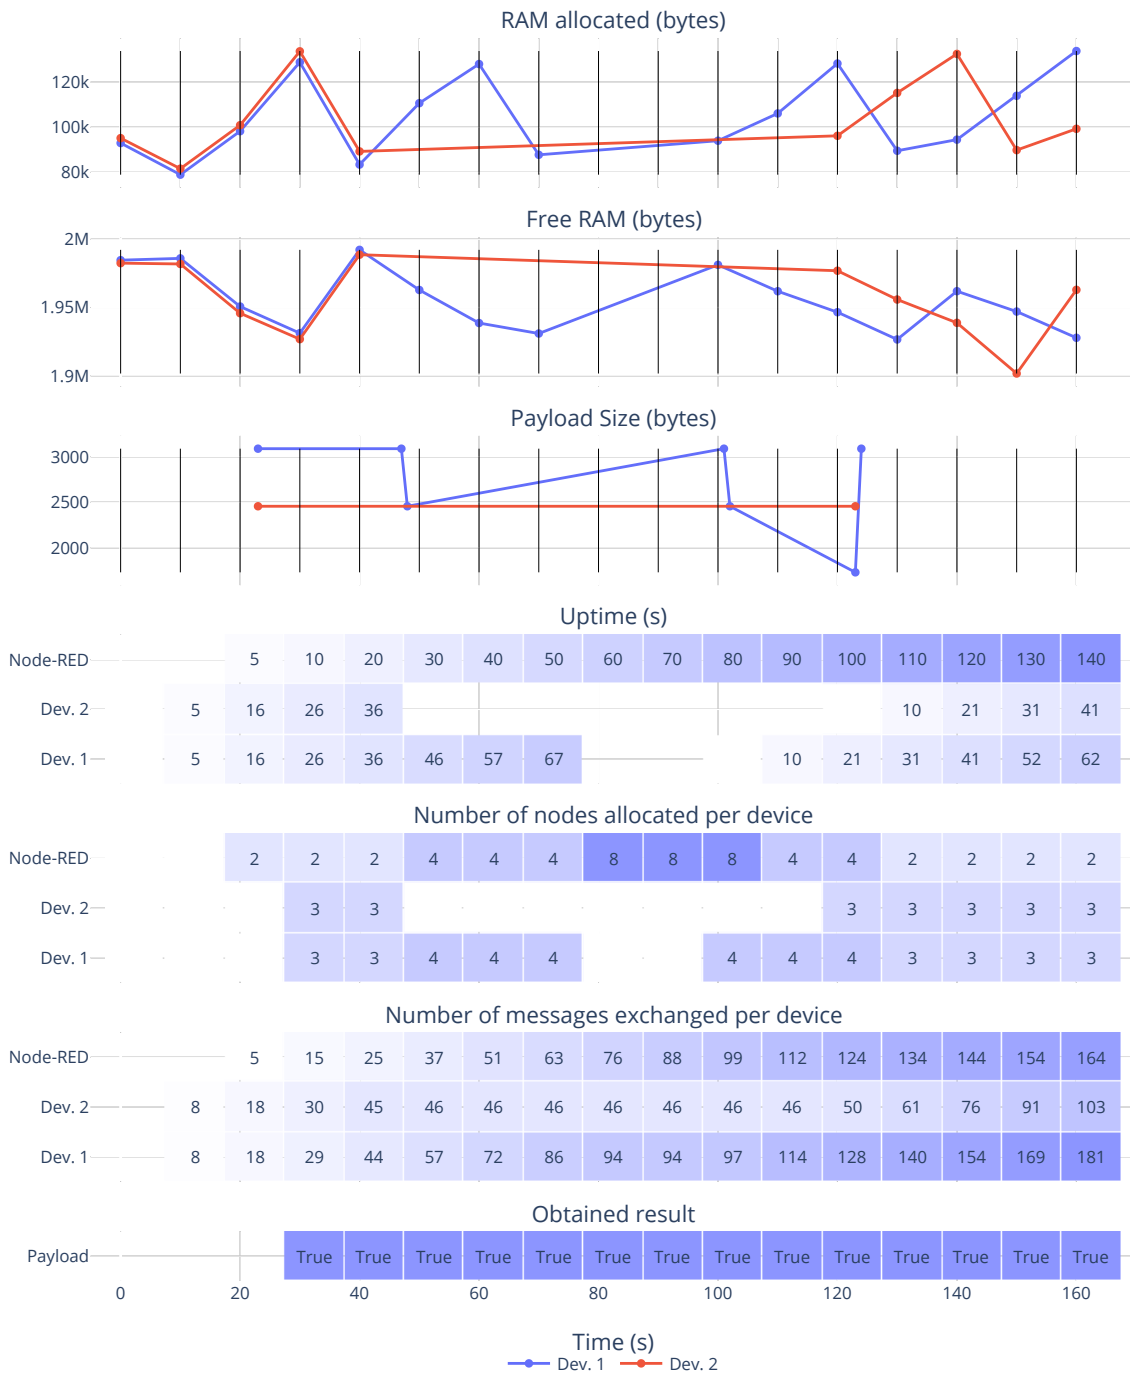 RAM allocated (bytes)
120k
100k
80k
Free RAM (bytes)
2M
1.95M
1.9M
Payload Size (bytes)
3000
2500
2000
Uptime (s)
Node-RED 5 10 20 30 40 50 60 70 80 90 100 110 120 130 140
Dev. 2 5 16 26 36 10 21 31 41
Dev. 1 5 16 26 36 46 57 67 10 21 31 41 52 62
Number of nodes allocated per device
Node-RED 2 2 2 4 4 4 8 8 8 4 4 2 2 2 2
Dev. 2 3 3 3 3 3 3 3
Dev. 1 3 3 4 4 4 4 4 4 3 3 3 3
Number of messages exchanged per device
Node-RED 5 15 25 37 51 63 76 88 99 112 124 134 144 154 164
Dev. 2 8 18 30 45 46 46 46 46 46 46 46 50 61 76 91 103
Dev. 1 8 18 29 44 57 72 86 94 94 97 114 128 140 154 169 181
Obtained result
Payload True True True True True True True True True True True True True True
0 20 40 60 80 100 120 140 160
Time (s)
Dev. 1 Dev. 2